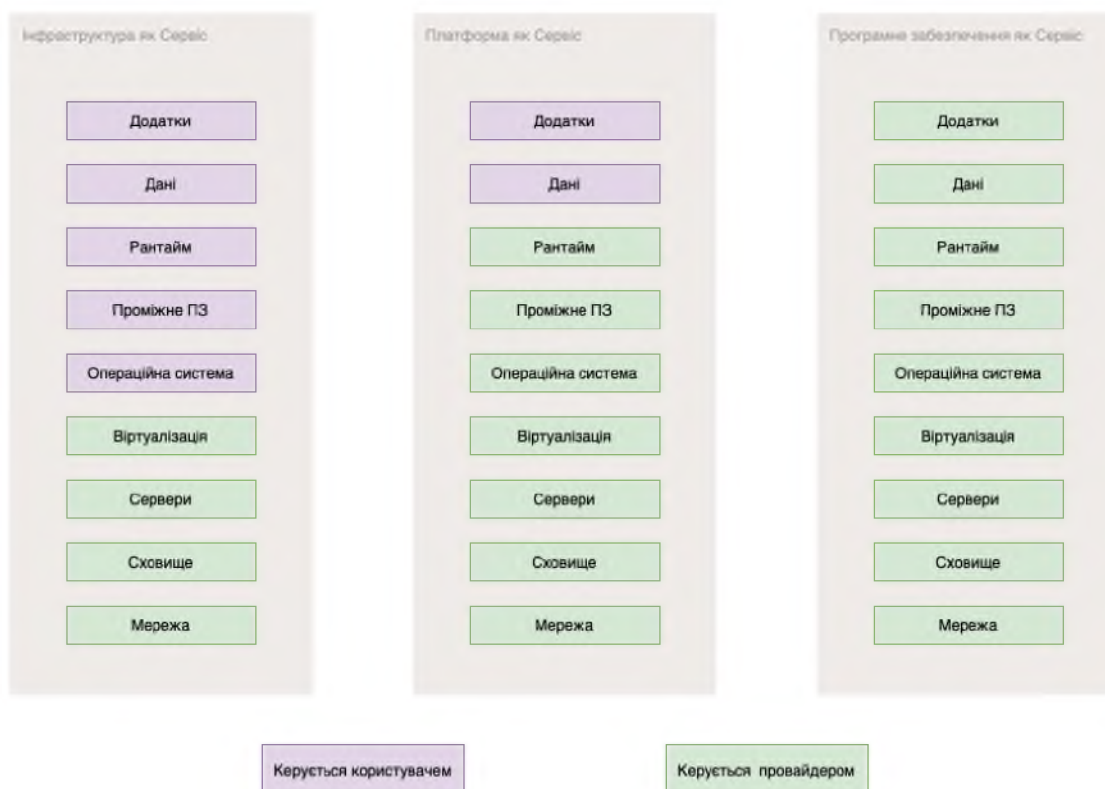 Інфраструктура як Сервіс
Додатки
Дані
Рантайм
Проміжне ПЗ
Операційна система
Віртуалізація
Сервери
Сховище
Мережа
Платформа як Сервіс
Додатки
Дані
Рантайм
Проміжне ПЗ
Операційна система
Віртуалізація
Сервери
Сховище
Мережа
Програмне забезпечення як Сервіс
Додатки
Дані
Рантайм
Проміжне ПЗ
Операційна система
Віртуалізація
Сервери
Сховище
Мережа
Керується користувачем
Керується провайдером